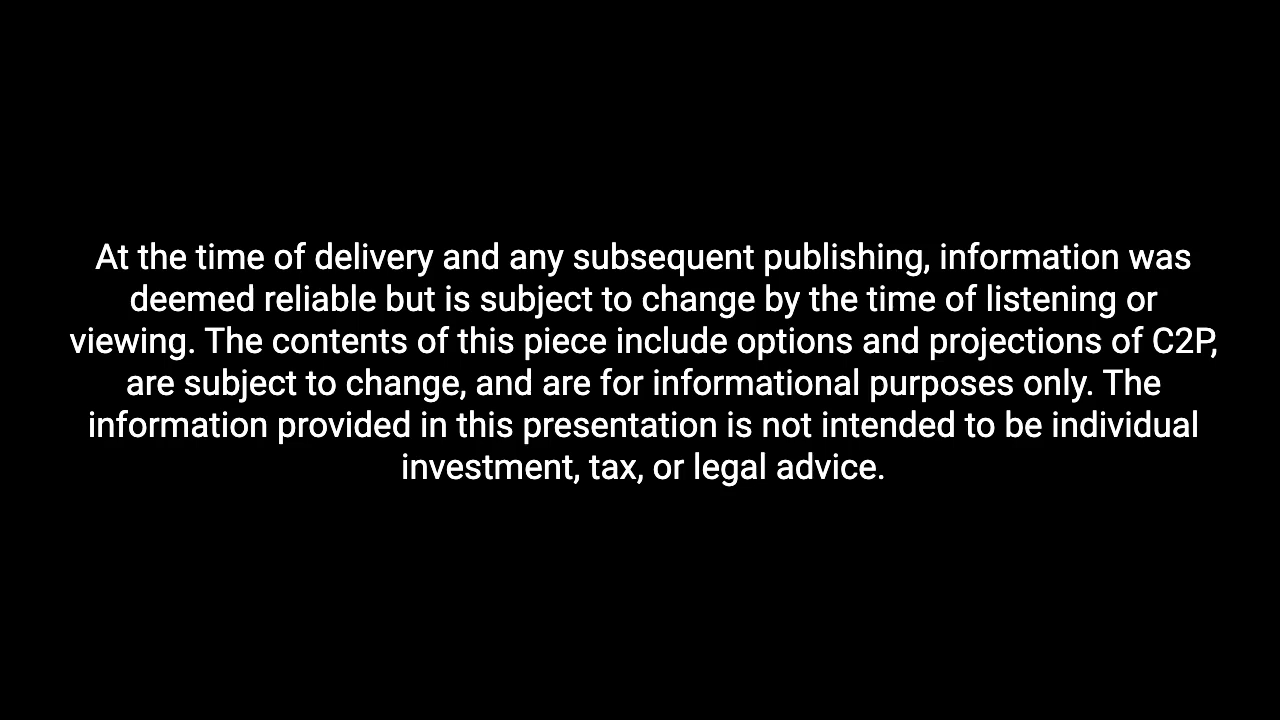 At the time of delivery and any subsequent publishing, information was
deemed reliable but is subject to change by the time of listening or
viewing. The contents of this piece include options and projections of C2P,
are subject to change, and are for informational purposes only. The
information provided in this presentation is not intended to be individual
investment, tax, or legal advice.